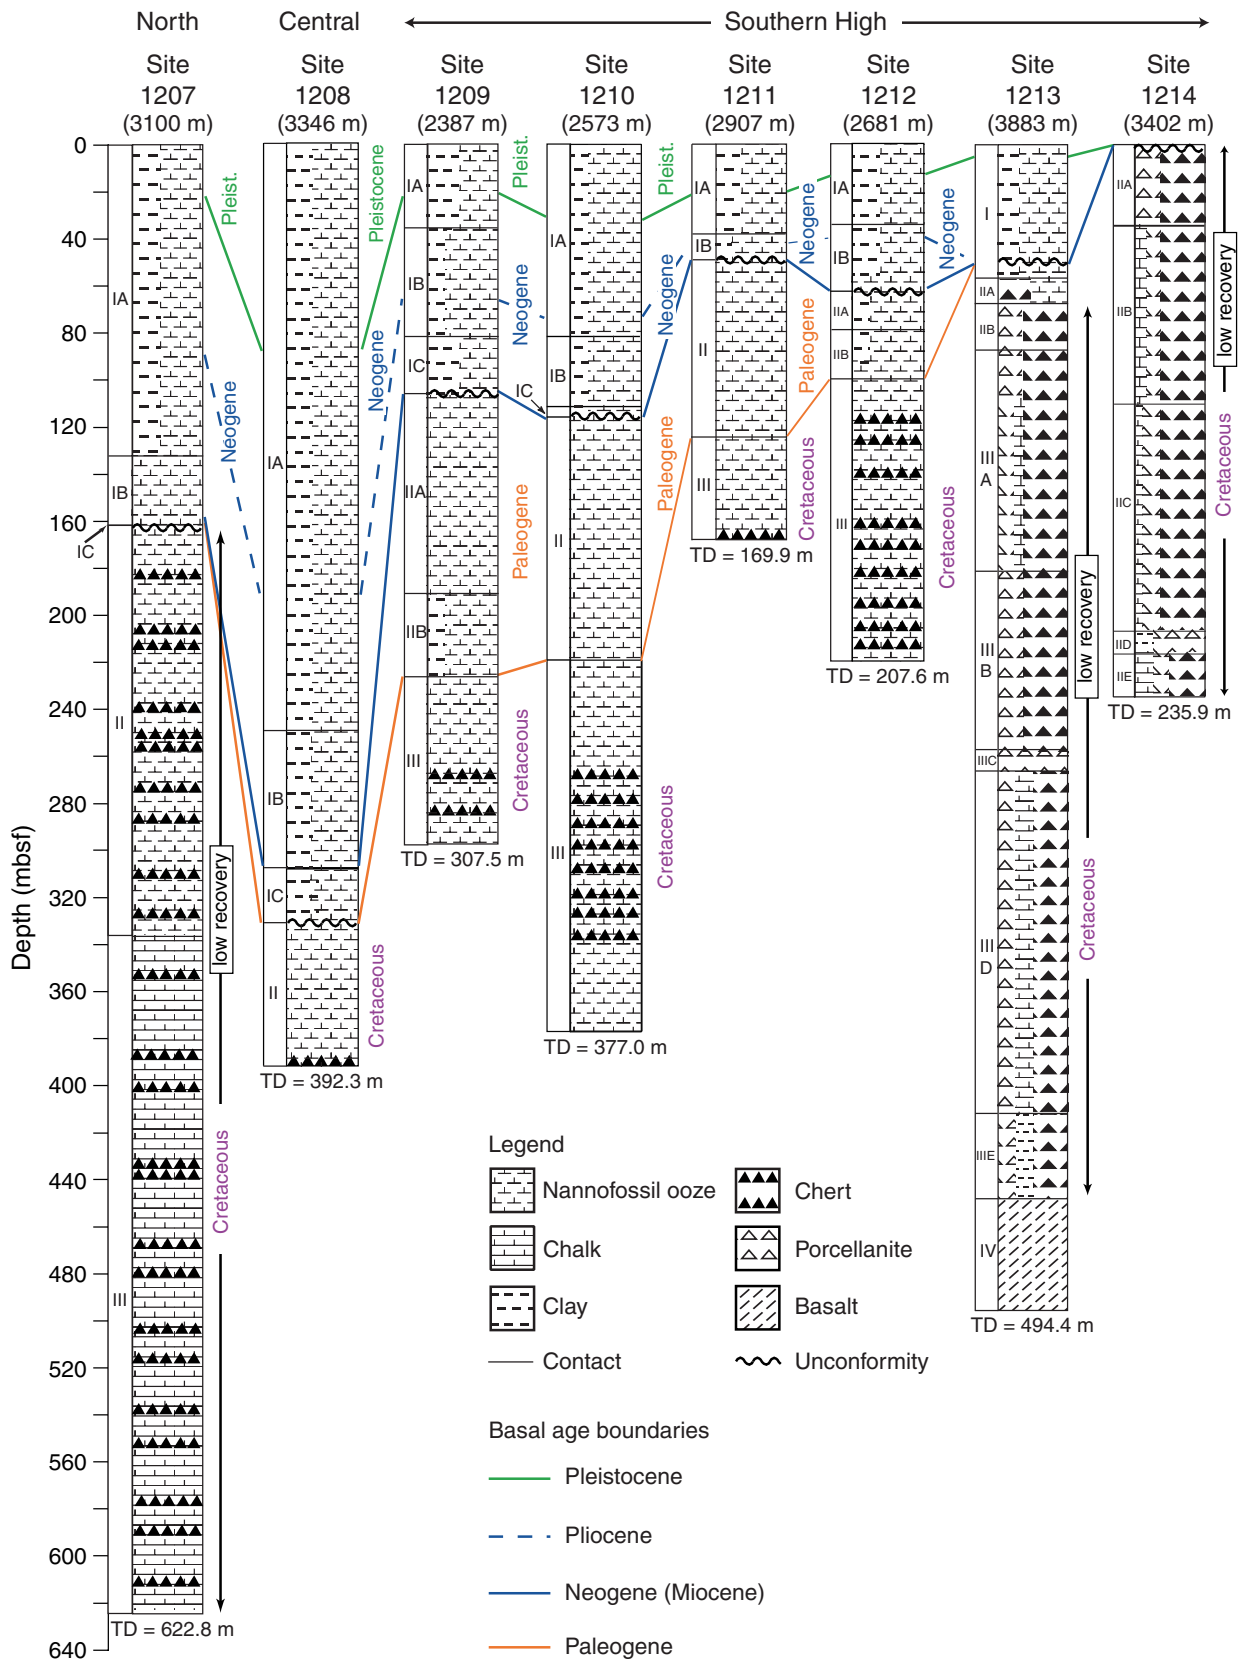 North
Central
Southern High
Site
1207
(3100 m)
Site
1208
(3346 m)
Site
1209
(2387 m)
Site
1210
(2573 m)
Site
1211
(2907 m)
Site
1212
(2681 m)
Site
1213
(3883 m)
Site
1214
(3402 m)
Depth (mbsf)
0
40
80
120
160
200
240
280
320
360
400
440
480
520
560
600
640
IA
IB
IC
II
III
TD = 622.8 m
Pleist.
Neogene
low recovery
Cretaceous
IA
IB
IC
II
TD = 392.3 m
Pleistocene
Neogene
Cretaceous
IA
IB
IC
IIA
IIB
III
TD = 307.5 m
Pleist.
Neogene
Paleogene
Cretaceous
IA
IB
IC
II
III
TD = 377.0 m
Pleist.
Neogene
Paleogene
Cretaceous
IA
IB
II
III
TD = 169.9 m
Neogene
Paleogene
Cretaceous
IA
IB
IIA
IIB
III
TD = 207.6 m
Neogene
Cretaceous
I
IIA
IIB
III
A
III
B
IIIC
III
D
IIIE
IV
TD = 494.4 m
low recovery
Cretaceous
IIA
IIB
IIC
IID
IIE
TD = 235.9 m
low recovery
Cretaceous
Legend
Nannofossil ooze
Chert
Chalk
Porcellanite
Clay
Basalt
Contact
Unconformity
Basal age boundaries
Pleistocene
Pliocene
Neogene (Miocene)
Paleogene